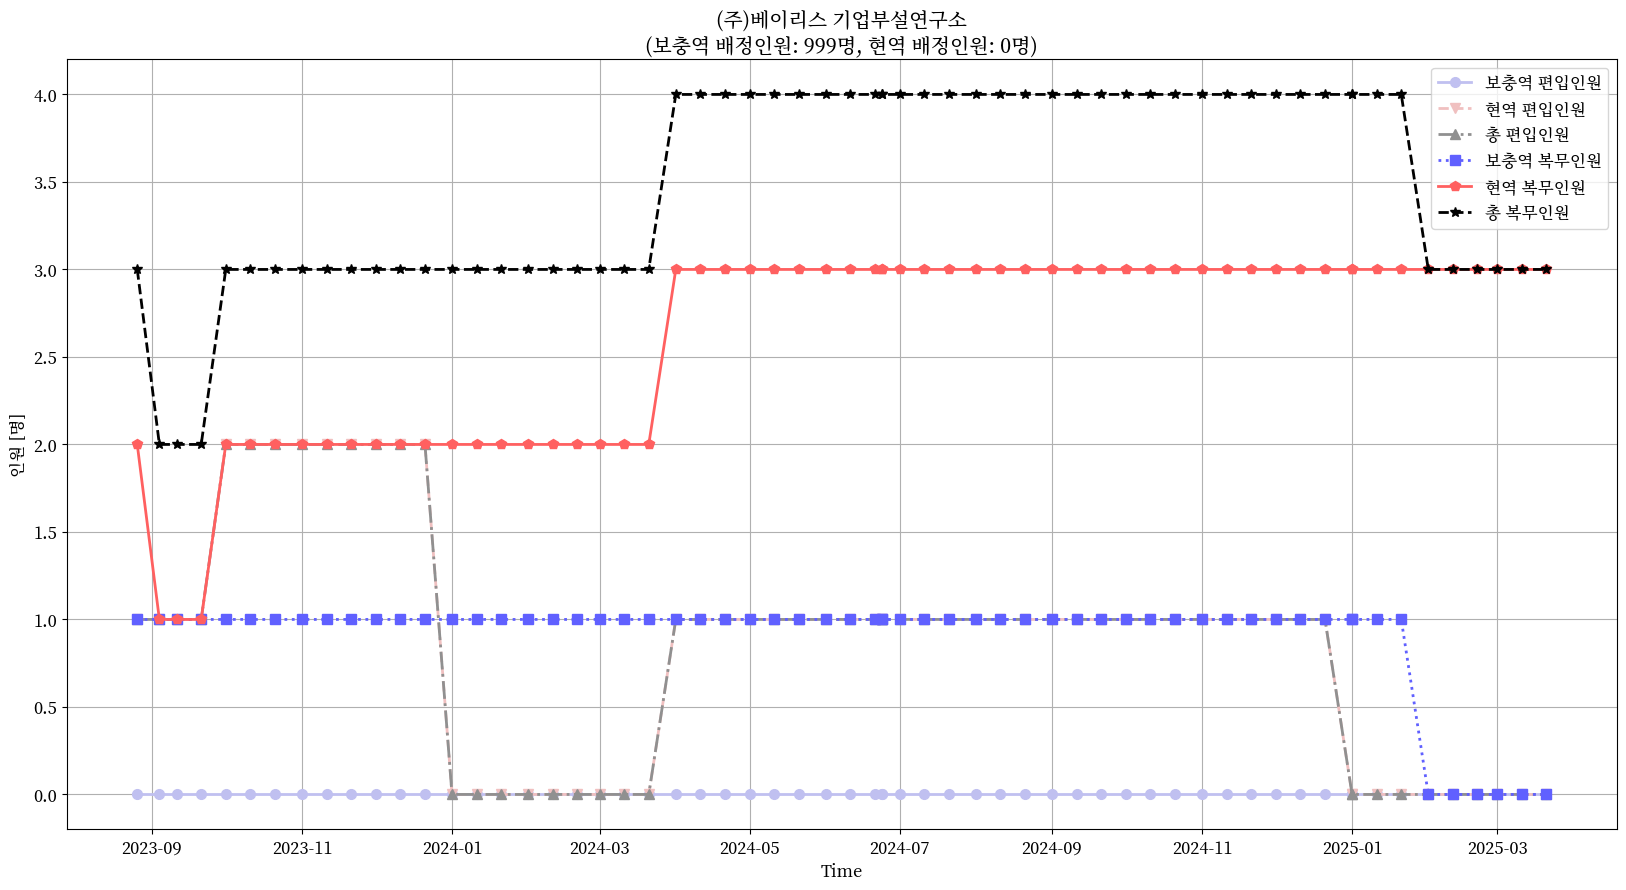 (주)베이리스 기업부설연구소
(보충역 배정인원: 999명, 현역 배정인원: 0명)
보충역 편입인원
현역 편입인원
총 편입인원
보충역 복무인원
현역 복무인원
총 복무인원
4.0
3.5
3.0
2.5
2.0
1.5
1.0
0.5
0.0
인원 [명]
2023-09 2023-11 2024-01 2024-03 2024-05 2024-07 2024-09 2024-11 2025-01 2025-03
Time